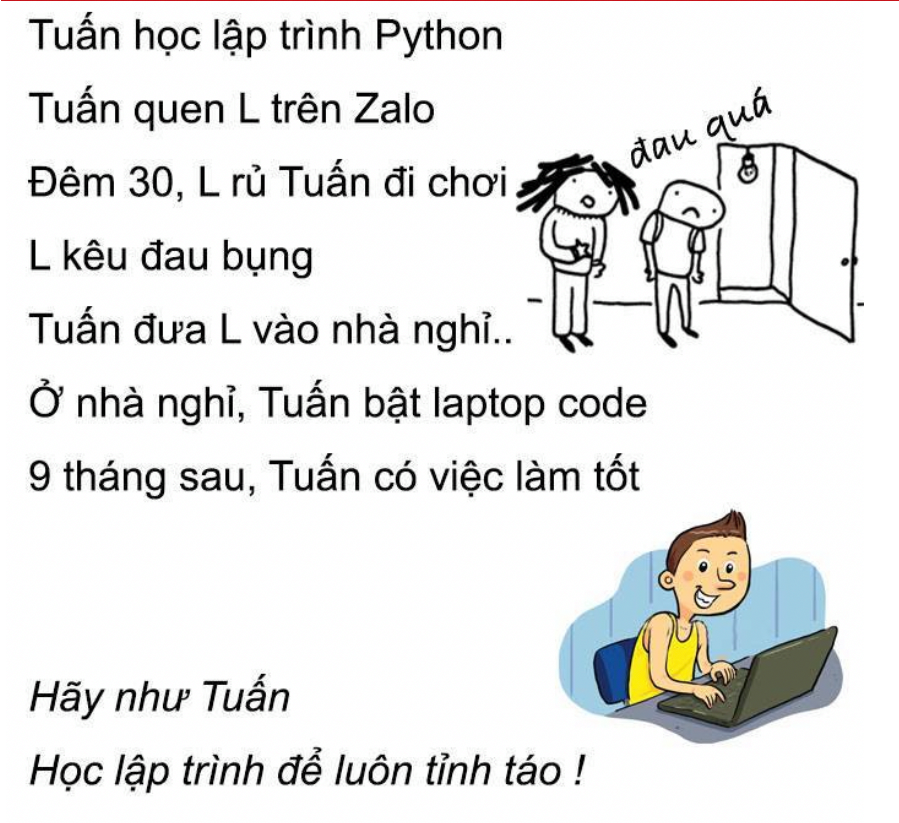 Tuấn học lập trình Python
Tuấn quen L trên Zalo
đau quá
Đêm 30, L rủ Tuấn đi chơi
L kêu đau bụng
Tuấn đưa L vào nhà nghỉ..
Ở nhà nghỉ, Tuấn bật laptop code
9 tháng sau, Tuấn có việc làm tốt
Hãy như Tuấn
Học lập trình để luôn tỉnh táo !